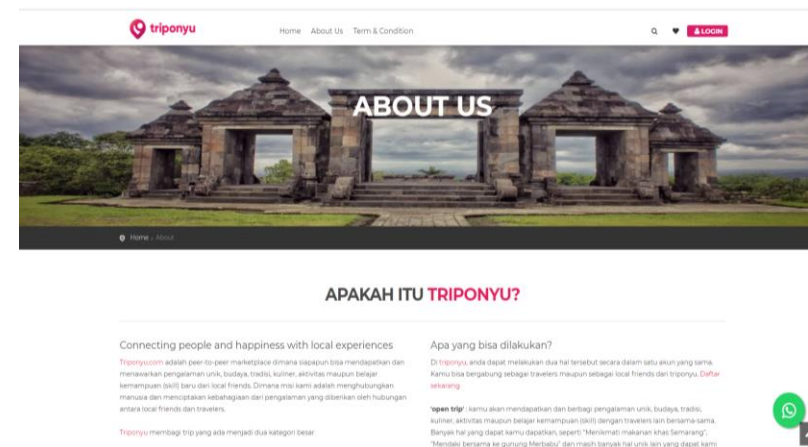 triponyu
Home About Us Term & Condition
LOGIN
ABOUT US
Home › About
APAKAH ITU TRIPONYU?
Connecting people and happiness with local experiences
Triponyu.com adalah peer-to-peer marketplace dimana siapapun bisa mendapatkan dan
menawarkan pengalaman unik, budaya, tradisi, kuliner, aktivitas maupun belajar
kemampuan (skill) baru dari local friends. Dimana misi kami adalah menghubungkan
manusia dan menciptakan kebahagiaan dari pengalaman yang diberikan oleh hubungan
antara local friends dan travelers.
Triponyu membagi trip yang ada menjadi dua kategori besar
Apa yang bisa dilakukan?
Di triponyu, anda dapat melakukan dua hal tersebut secara dalam satu akun yang sama.
Kamu bisa bergabung sebagai travelers maupun sebagai local friends dari triponyu. Daftar
sekarang
'open trip' : kamu akan mendapatkan dan berbagi pengalaman unik, budaya, tradisi,
kuliner, aktivitas maupun belajar kemampuan (skill) dengan travelers lain bersama-sama.
Banyak hal yang dapat kamu dapatkan, seperti "Menikmati makanan khas Semarang",
"Mendaki bersama ke gunung Merbabu" dan masih banyak hal unik lain yang dapat kami